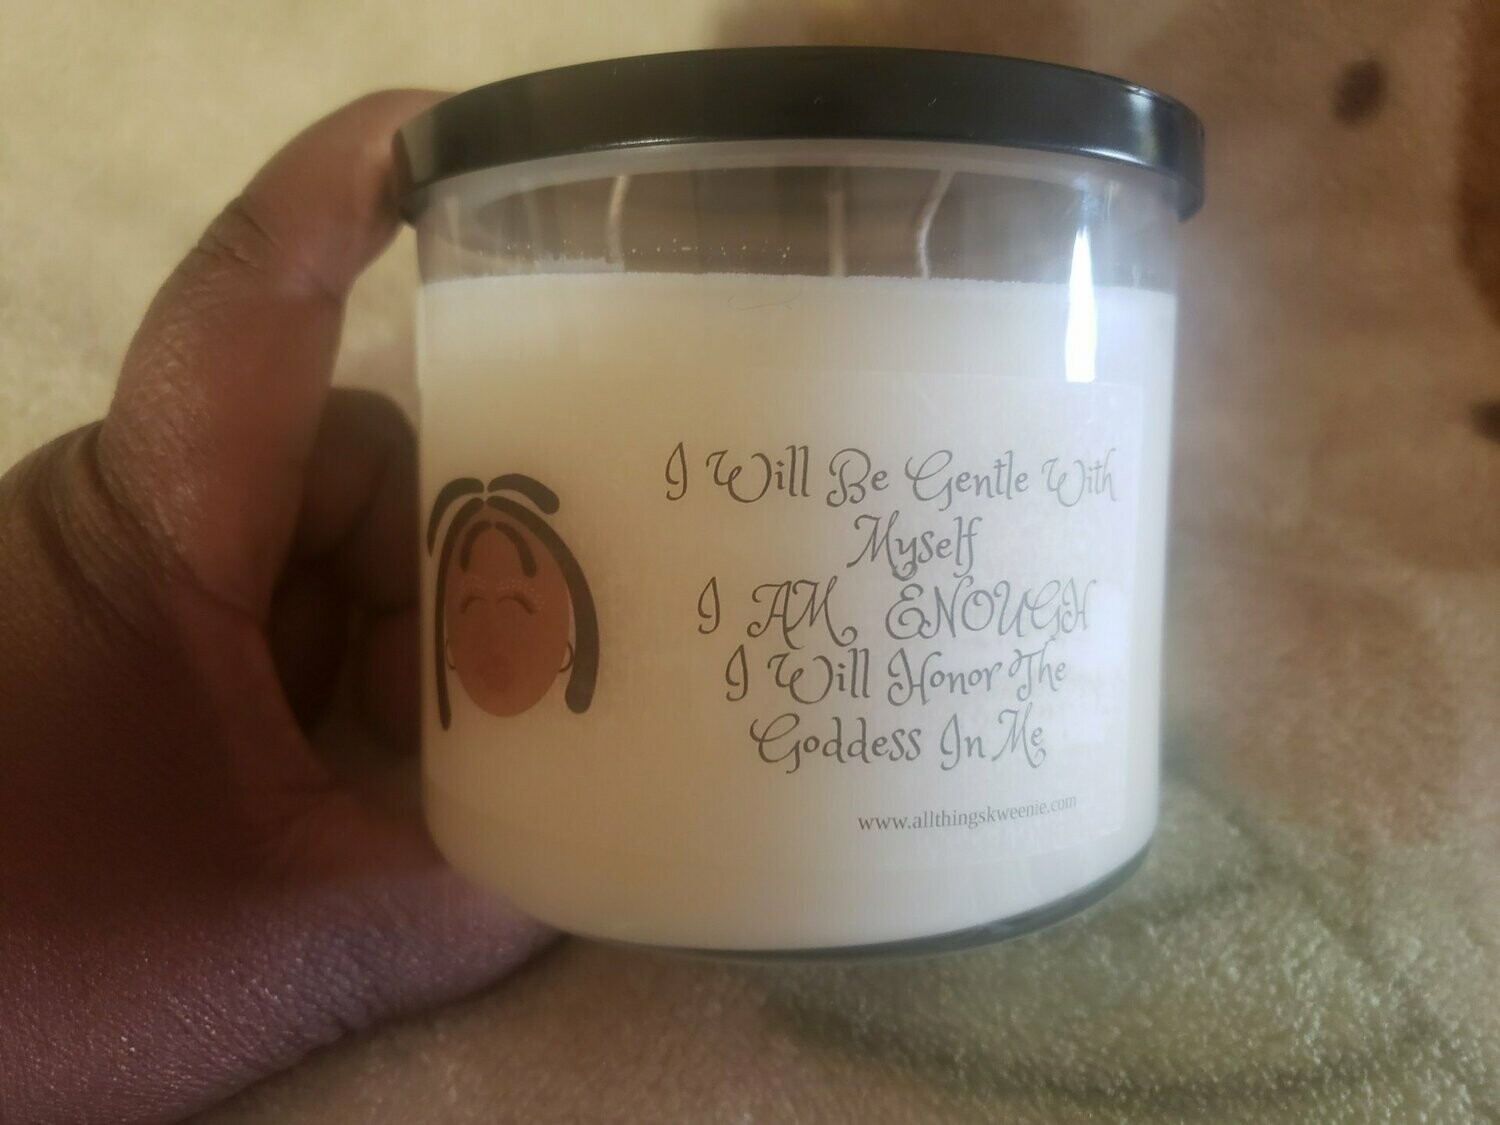 I Will Be Gentle With
Myself
I AM ENOUGH
I Will Honor The
Goddess In Me
www.allthingskweenie.com